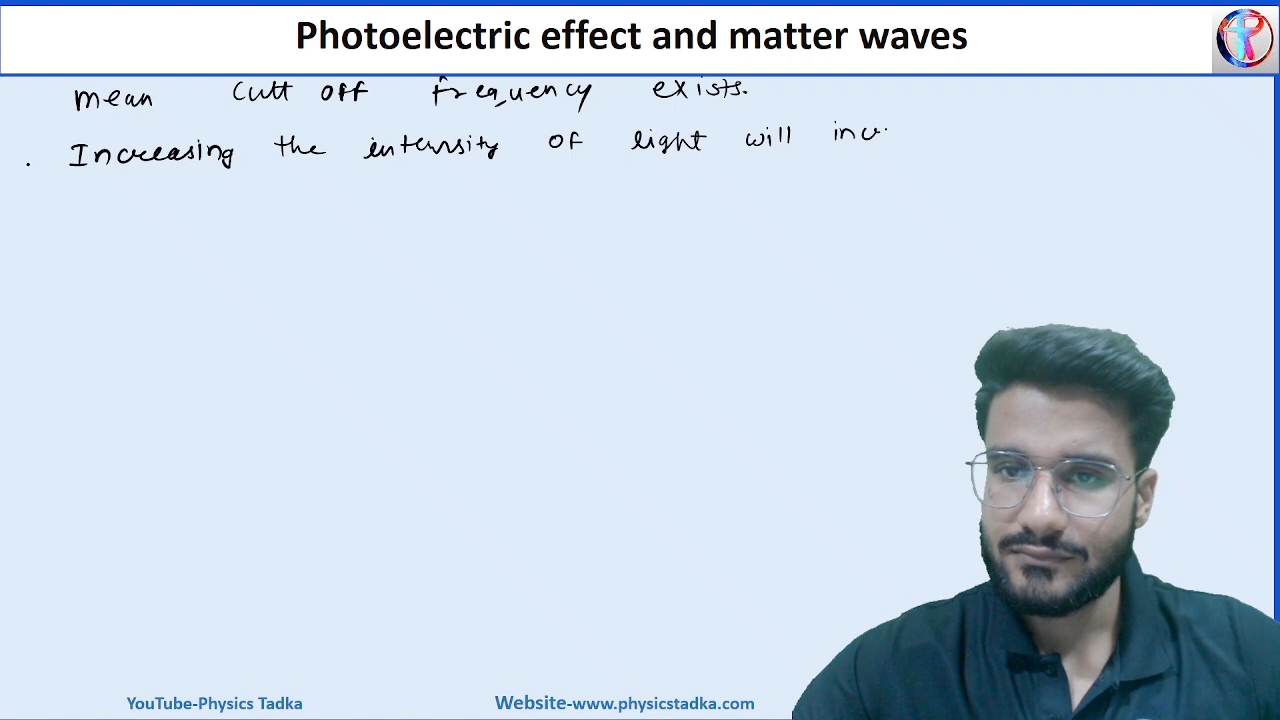 Photoelectric effect and matter waves
mean cutt off frequency exists.
. Increasing the intensity of light will incr
YouTube-Physics Tadka
Website-www.physicstadka.com